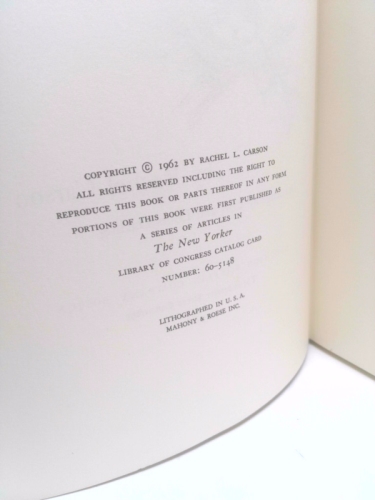 COPYRIGHT © 1962 BY RACHEL L. CARSON
ALL RIGHTS RESERVED INCLUDING THE RIGHT TO
REPRODUCE THIS BOOK OR PARTS THEREOF IN ANY FORM
PORTIONS OF THIS BOOK WERE FIRST PUBLISHED AS
A SERIES OF ARTICLES IN
The New Yorker
LIBRARY OF CONGRESS CATALOG CARD
NUMBER: 60-5148
LITHOGRAPHED IN U. S. A.
MAHONY & ROESE INC.